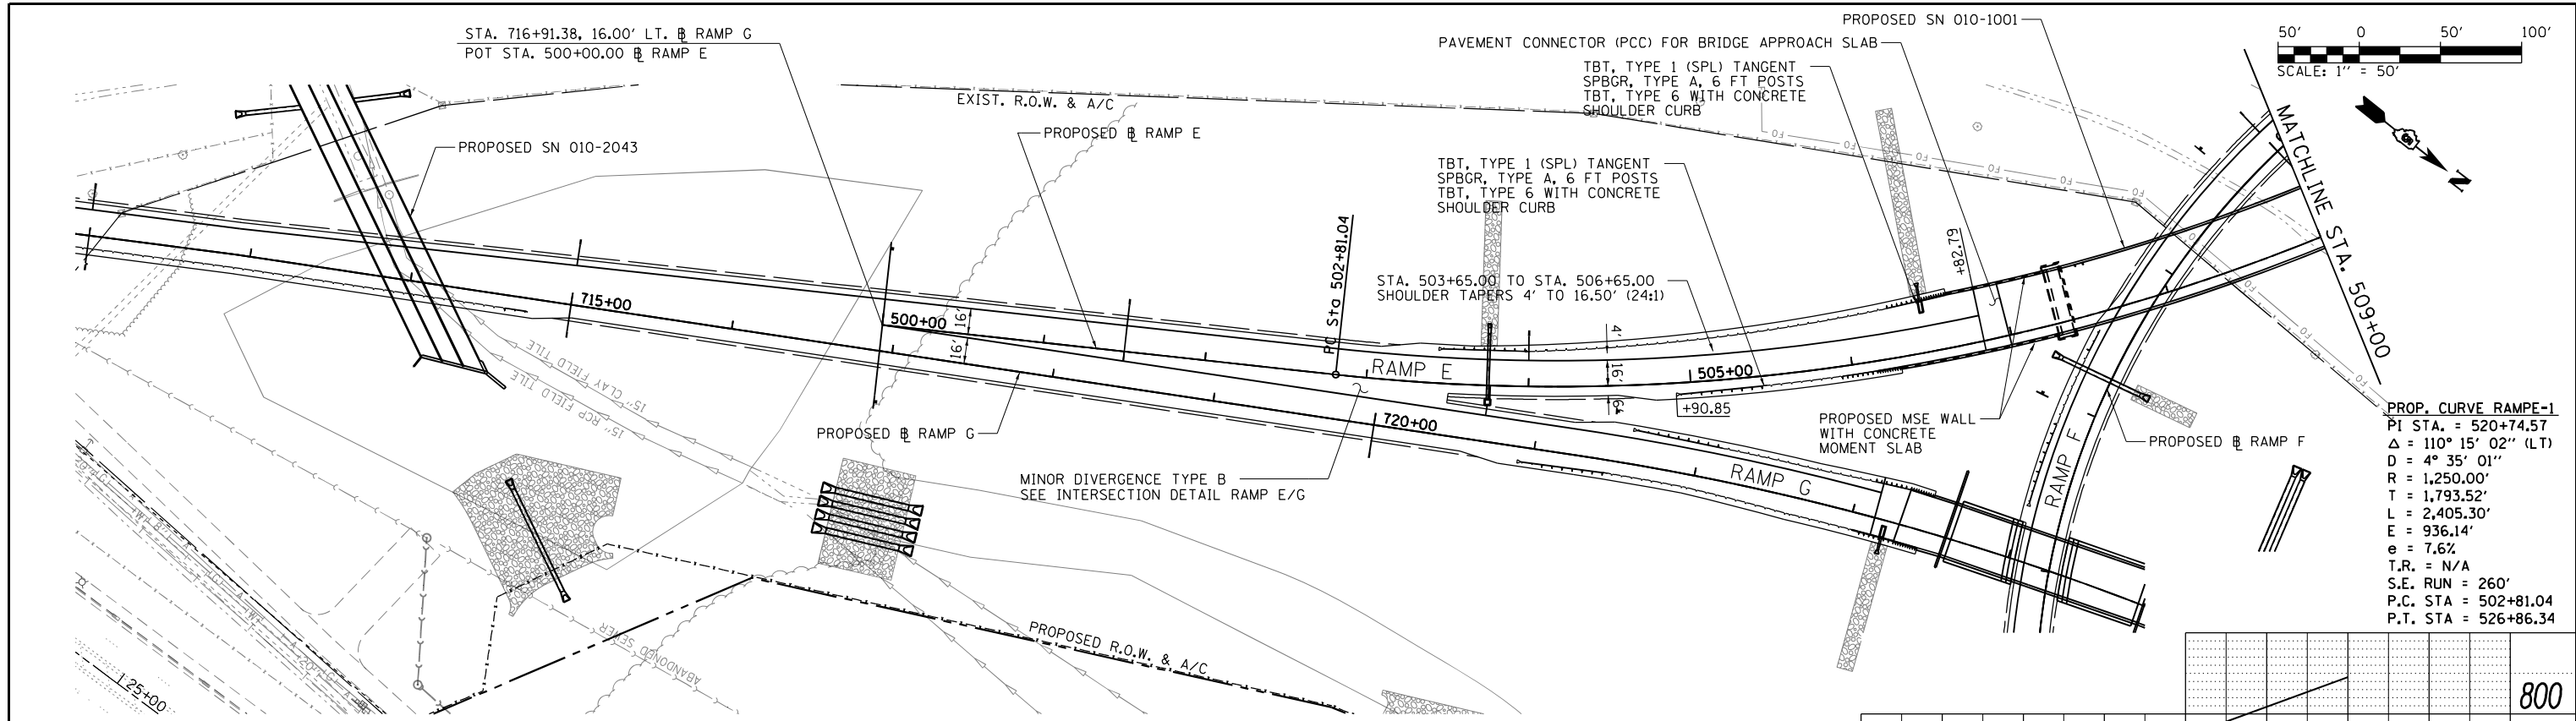 STA. 716+91.38, 16.00' LT. ℄ RAMP G
POT STA. 500+00.00 ℄ RAMP E
PROPOSED SN 010-2043
EXIST. R.O.W. & A/C
PROPOSED ℄ RAMP E
PAVEMENT CONNECTOR (PCC) FOR BRIDGE APPROACH SLAB
PROPOSED SN 010-1001
TBT, TYPE 1 (SPL) TANGENT
SPBGR, TYPE A, 6 FT POSTS
TBT, TYPE 6 WITH CONCRETE
SHOULDER CURB
TBT, TYPE 1 (SPL) TANGENT
SPBGR, TYPE A, 6 FT POSTS
TBT, TYPE 6 WITH CONCRETE
SHOULDER CURB
50' 0 50' 100'
SCALE: 1'' = 50'
N
MATCHLINE STA. 509+00
FO FO FO FO FO FO FO
PC Sta 502+81.04
STA. 503+65.00 TO STA. 506+65.00
SHOULDER TAPERS 4' TO 16.50' (24:1)
+82.79
715+00
500+00
16'
16'
RAMP E
4'
16'
6'
505+00
+90.85
720+00
RAMP G
RAMP F
15'' CLAY FIELD TILE
15'' RCP FIELD TILE
PROPOSED ℄ RAMP G
MINOR DIVERGENCE TYPE B
SEE INTERSECTION DETAIL RAMP E/G
PROPOSED MSE WALL
WITH CONCRETE
MOMENT SLAB
PROPOSED ℄ RAMP F
PROP. CURVE RAMPE-1
PI STA. = 520+74.57
Δ = 110° 15' 02'' (LT)
D = 4° 35' 01''
R = 1,250.00'
T = 1,793.52'
L = 2,405.30'
E = 936.14'
e = 7.6%
T.R. = N/A
S.E. RUN = 260'
P.C. STA = 502+81.04
P.T. STA = 526+86.34
ABANDONED SEWER
PROPOSED R.O.W. & A/C
125+00
800